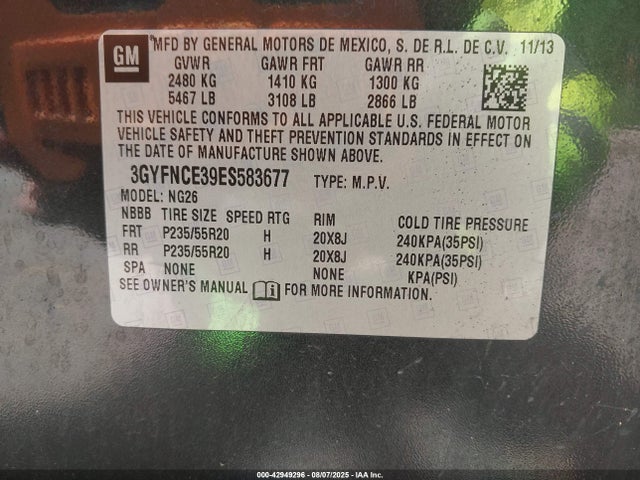 GM
®MFD BY GENERAL MOTORS DE MEXICO, S. DE R.L. DE C.V. 11/13
GVWR GAWR FRT GAWR RR
2480 KG 1410 KG 1300 KG
5467 LB 3108 LB 2866 LB
THIS VEHICLE CONFORMS TO ALL APPLICABLE U.S. FEDERAL MOTOR
VEHICLE SAFETY AND THEFT PREVENTION STANDARDS IN EFFECT ON
THE DATE OF MANUFACTURE SHOWN ABOVE.
3GYFNCE39ES583677 TYPE: M.P.V.
MODEL: NG26
NBBB TIRE SIZE SPEED RTG RIM COLD TIRE PRESSURE
FRT P235/55R20 H 20X8J 240KPA(35PSI)
RR P235/55R20 H 20X8J 240KPA(35PSI)
SPA NONE NONE KPA(PSI)
SEE OWNER'S MANUAL FOR MORE INFORMATION.
000-42949296 - 08/07/2025 - IAA Inc.